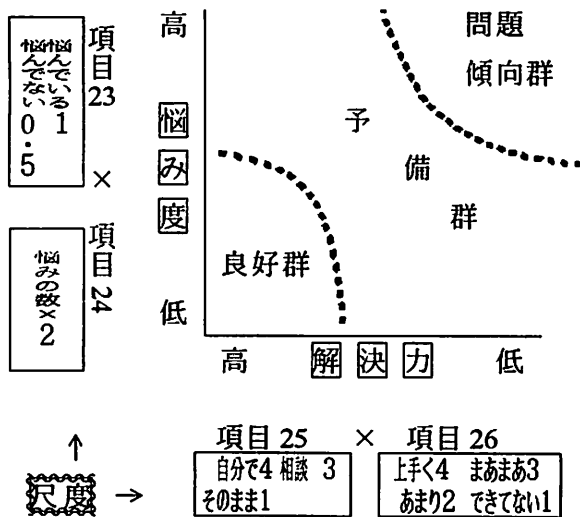 項目23
悩んでいる 1
悩んでない 0.5
×
項目24
悩みの数×2
高
悩み度
低
問題
傾向群
予備群
良好群
高
解決力
低
項目25 × 項目26
自分で4 相談 3
そのまま1
上手く4 まあまあ3
あまり2 できてない1
↑
尺度 →